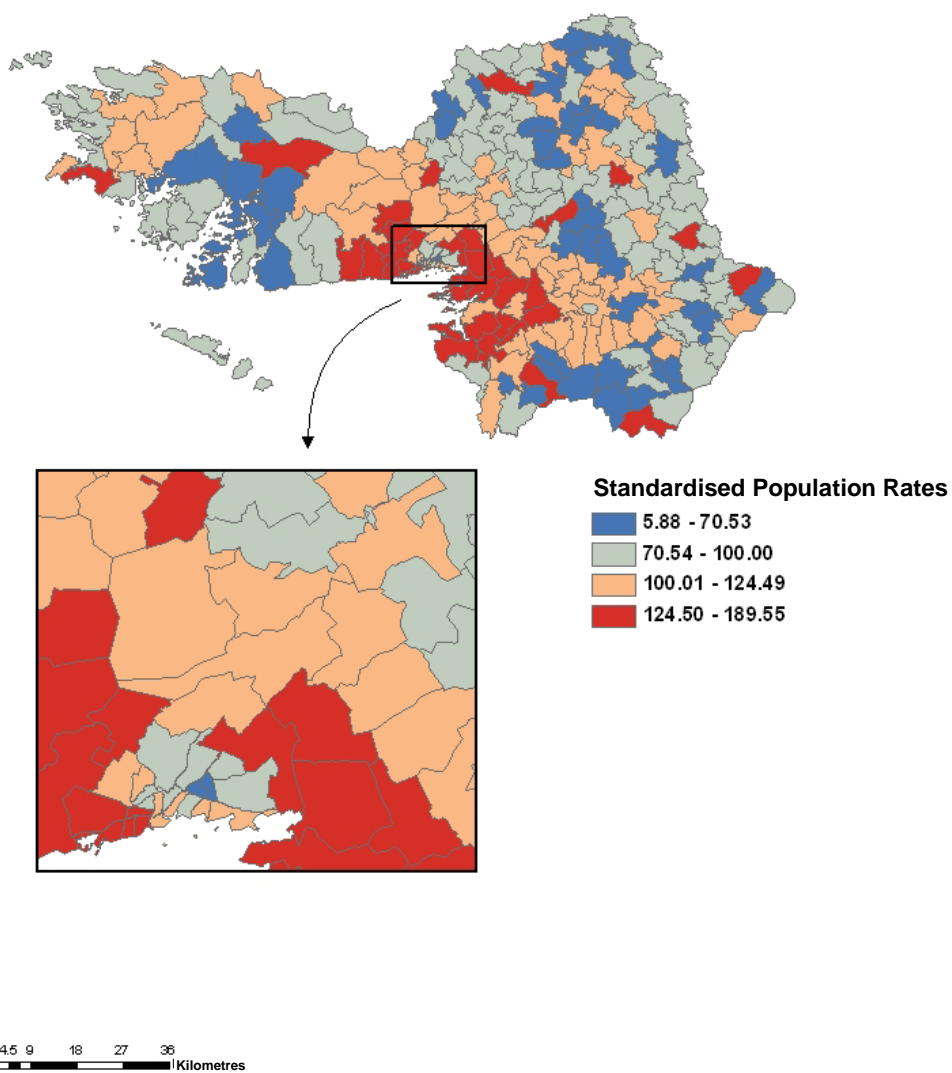 Standardised Population Rates
5.88 - 70.53
70.54 - 100.00
100.01 - 124.49
124.50 - 189.55
4.5 9 18 27 36
Kilometres